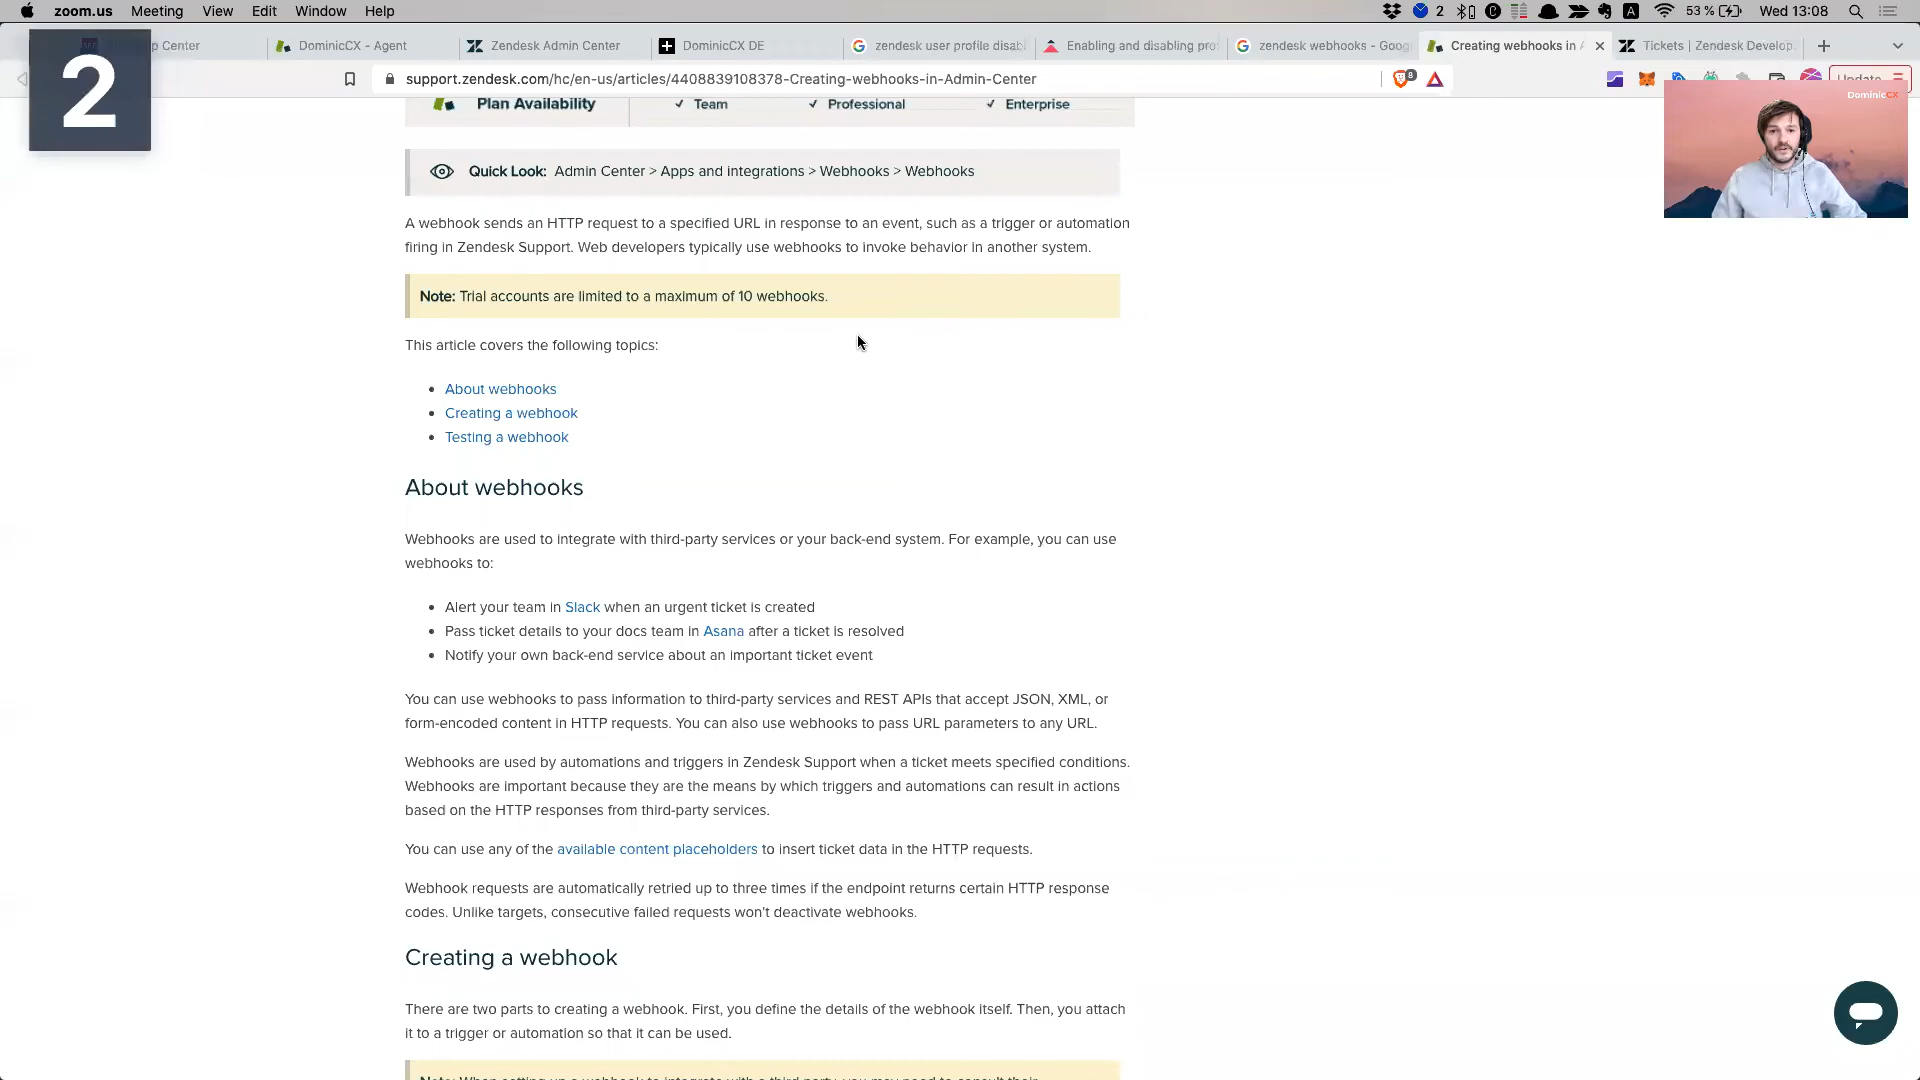 zoom.us Meeting View Edit Window Help
2 53 % Wed 13:08
Center
DominicCX - Agent
Zendesk Admin Center
DominicCX DE
zendesk user profile disabl
Enabling and disabling pro
zendesk webhooks - Goog
Creating webhooks in A
Tickets | Zendesk Develop
2
support.zendesk.com/hc/en-us/articles/4408839108378-Creating-webhooks-in-Admin-Center
8
Update
DominicCX
Plan Availability ✓ Team ✓ Professional ✓ Enterprise
Quick Look: Admin Center > Apps and integrations > Webhooks > Webhooks
A webhook sends an HTTP request to a specified URL in response to an event, such as a trigger or automation
firing in Zendesk Support. Web developers typically use webhooks to invoke behavior in another system.
Note: Trial accounts are limited to a maximum of 10 webhooks.
This article covers the following topics:
• About webhooks
• Creating a webhook
• Testing a webhook
About webhooks
Webhooks are used to integrate with third-party services or your back-end system. For example, you can use
webhooks to:
• Alert your team in Slack when an urgent ticket is created
• Pass ticket details to your docs team in Asana after a ticket is resolved
• Notify your own back-end service about an important ticket event
You can use webhooks to pass information to third-party services and REST APIs that accept JSON, XML, or
form-encoded content in HTTP requests. You can also use webhooks to pass URL parameters to any URL.
Webhooks are used by automations and triggers in Zendesk Support when a ticket meets specified conditions.
Webhooks are important because they are the means by which triggers and automations can result in actions
based on the HTTP responses from third-party services.
You can use any of the available content placeholders to insert ticket data in the HTTP requests.
Webhook requests are automatically retried up to three times if the endpoint returns certain HTTP response
codes. Unlike targets, consecutive failed requests won't deactivate webhooks.
Creating a webhook
There are two parts to creating a webhook. First, you define the details of the webhook itself. Then, you attach
it to a trigger or automation so that it can be used.